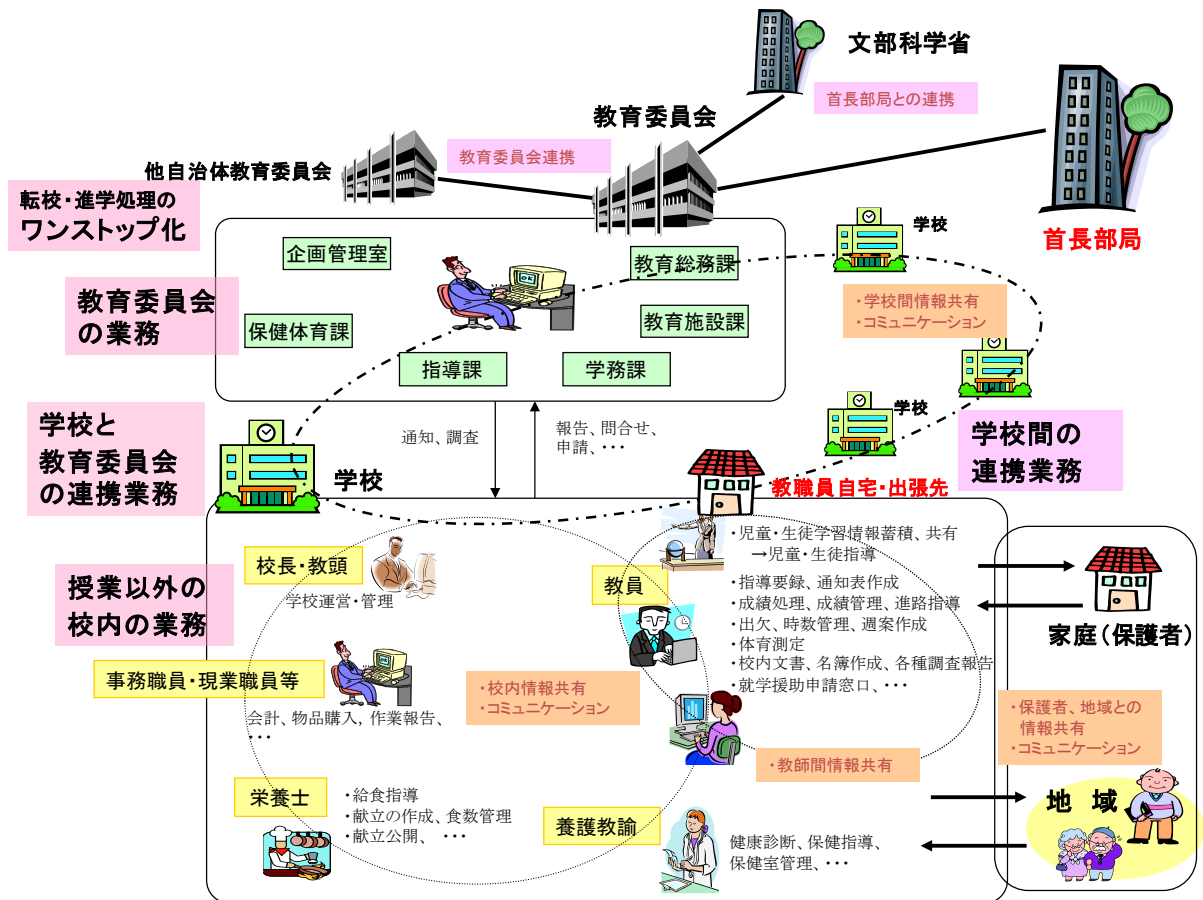 文部科学省
首長部局との連携
教育委員会
教育委員会連携
他自治体教育委員会
転校・進学処理の
ワンストップ化
学校
首長部局
企画管理室
教育総務課
教育委員会
の業務
保健体育課
教育施設課
・学校間情報共有
・コミュニケーション
指導課
学務課
学校と
教育委員会
の連携業務
通知、調査
報告、問合せ、
申請、・・・
学校
学校間の
連携業務
学校
教職員自宅・出張先
・児童・生徒学習情報蓄積、共有
→児童・生徒指導
校長・教頭
学校運営・管理
教員
・指導要録、通知表作成
・成績処理、成績管理、進路指導
・出欠、時数管理、週案作成
・体育測定
・校内文書、名簿作成、各種調査報告
・就学援助申請窓口、・・・
授業以外の
校内の業務
家庭(保護者)
事務職員・現業職員等
会計、物品購入, 作業報告、
・・・
・校内情報共有
・コミュニケーション
・教師間情報共有
・保護者、地域との
情報共有
・コミュニケーション
栄養士
・給食指導
・献立の作成、食数管理
・献立公開、 ・・・
養護教諭
健康診断、保健指導、
保健室管理、・・・
地 域